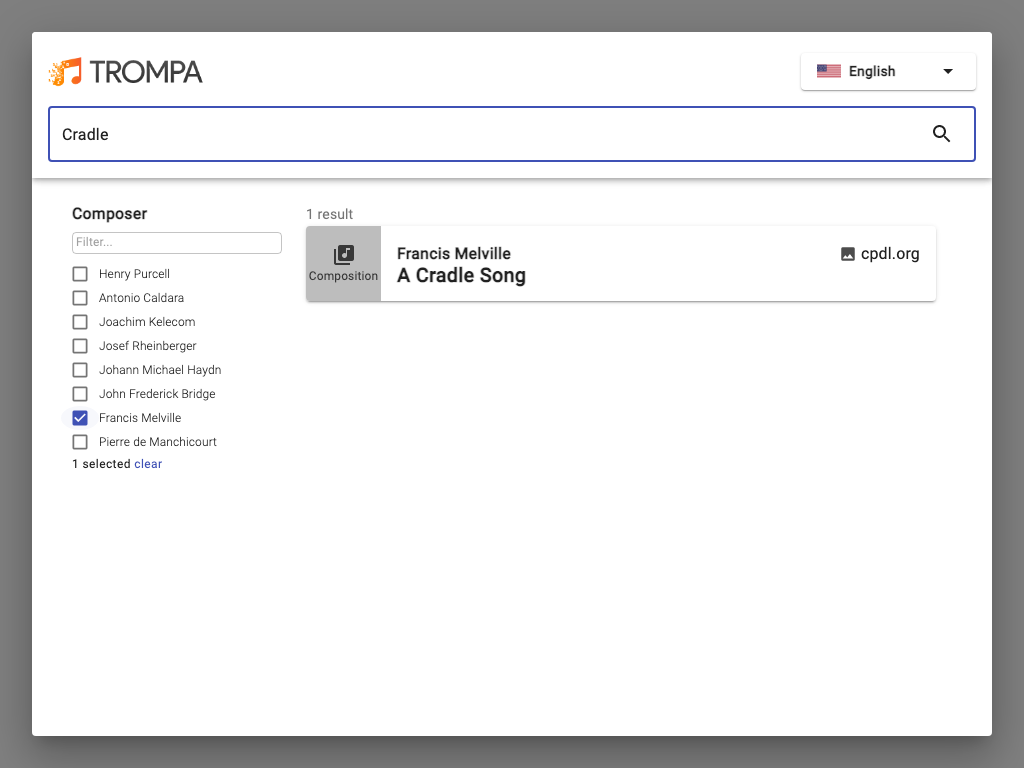 TROMPA
English
Cradle
Composer
Filter...
Henry Purcell
Antonio Caldara
Joachim Kelecom
Josef Rheinberger
Johann Michael Haydn
John Frederick Bridge
Francis Melville
Pierre de Manchicourt
1 selected clear
1 result
Composition
Francis Melville
A Cradle Song
cpdl.org